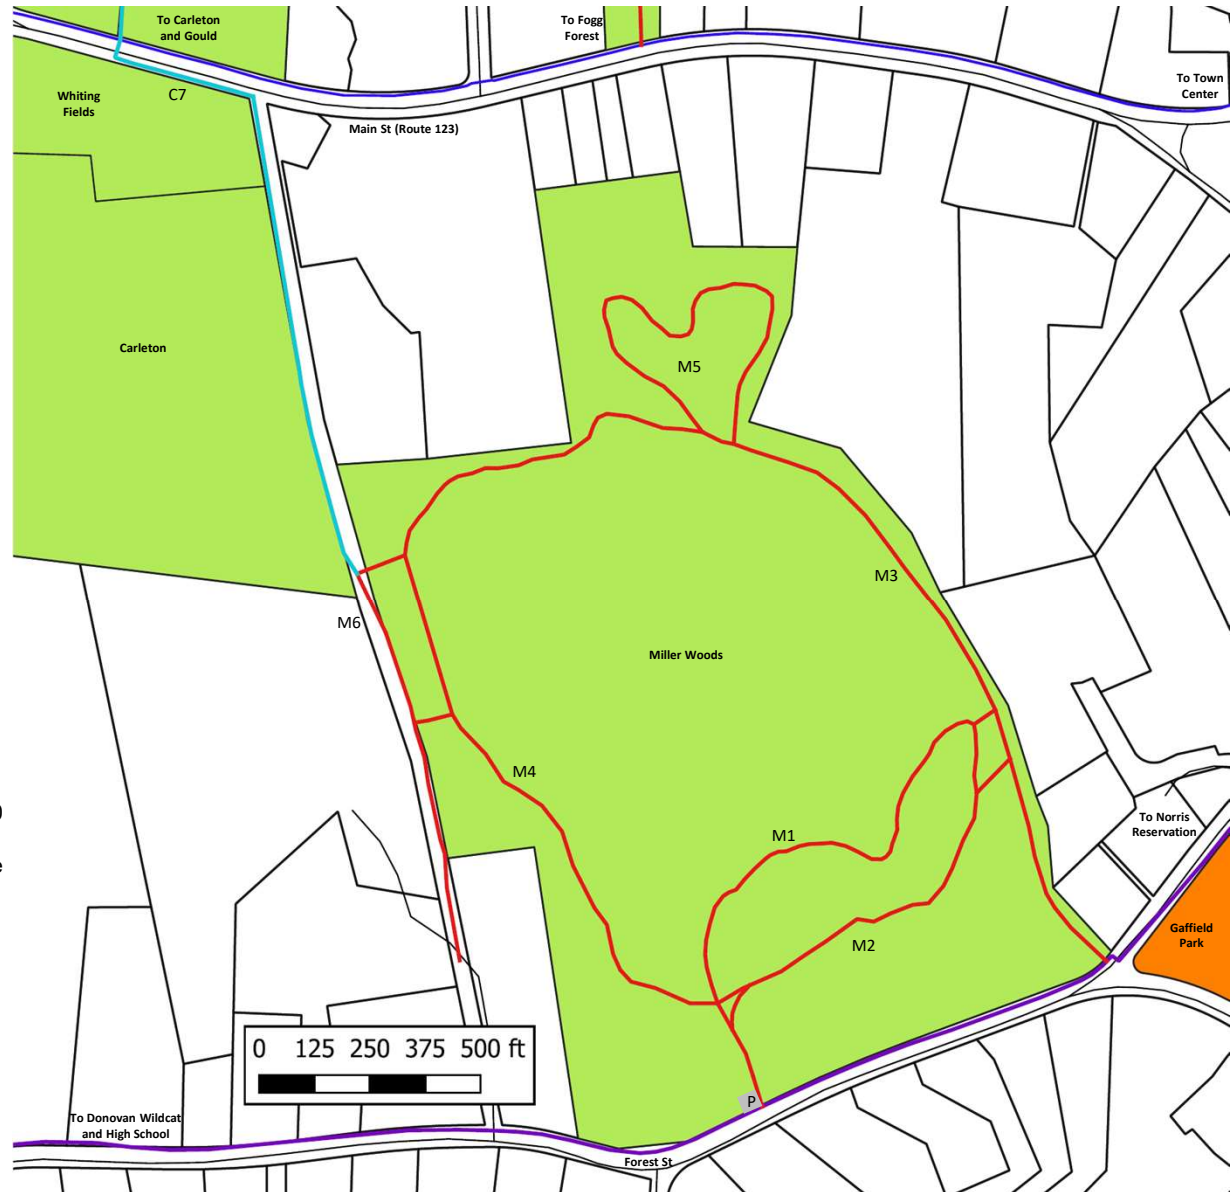 To Carleton
and Gould
To Fogg
Forest
To Town
Center
Whiting
Fields
C7
Main St (Route 123)
Carleton
M5
M3
M6
Miller Woods
M4
M1
To Norris
Reservation
M2
Gaffield
Park
0 125 250 375 500 ft
P
To Donovan Wildcat
and High School
Forest St